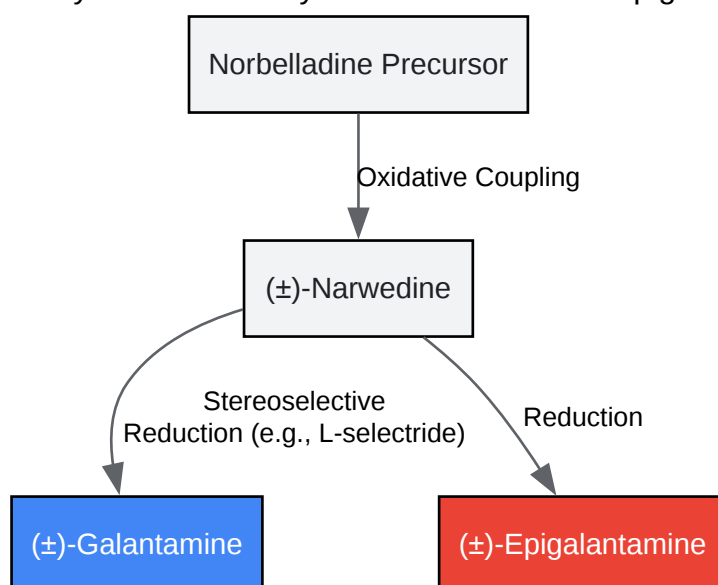 Norbelladine Precursor
Oxidative Coupling
(±)-Narwedine
Stereoselective
Reduction (e.g., L-selectride)
Reduction
(±)-Galantamine
(±)-Epigalantamine